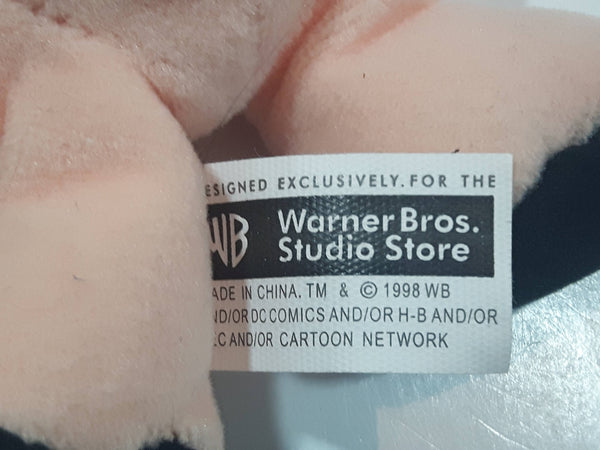 ESIGNED EXCLUSIVELY. FOR THE
WB Warner Bros.
Studio Store
ADE IN CHINA. TM & © 1998 WB
ND/OR DC COMICS AND/OR H-B AND/OR
C AND/OR CARTOON NETWORK